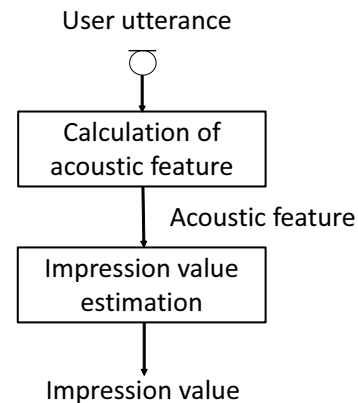 User utterance
Calculation of
acoustic feature
Acoustic feature
Impression value
estimation
Impression value